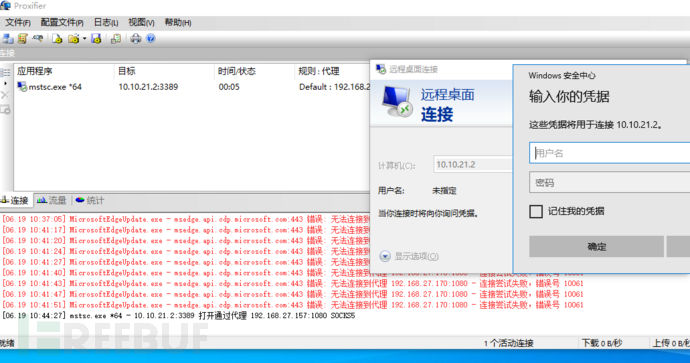 Proxifier
文件(F) 配置文件(P) 日志(L) 视图(V) 帮助(H)
连接
应用程序 目标 时间/状态 规则 : 代理
mstsc.exe *64 10.10.21.2:3389 00:05 Default : 192.168.2
远程桌面连接
远程桌面
连接
计算机(C): 10.10.21.2
用户名: 未指定
当你连接时将向你询问凭据。
显示选项(O)
Windows 安全中心
输入你的凭据
这些凭据将用于连接 10.10.21.2。
用户名
密码
记住我的凭据
确定
连接 流量 统计
[06.19 10:37:05] MicrosoftEdgeUpdate.exe - msedge.api.cdp.microsoft.com:443 错误: 无法连接到
[06.19 10:41:17] MicrosoftEdgeUpdate.exe - msedge.api.cdp.microsoft.com:443 错误: 无法连接到
[06.19 10:41:20] MicrosoftEdgeUpdate.exe - msedge.api.cdp.microsoft.com:443 错误: 无法连接到
[06.19 10:41:24] MicrosoftEdgeUpdate.exe - msedge.api.cdp.microsoft.com:443 错误: 无法连接到
[06.19 10:41:27] MicrosoftEdgeUpdate.exe - msedge.api.cdp.microsoft.com:443 错误: 无法连接到
[06.19 10:41:40] MicrosoftEdgeUpdate.exe - msedge.api.cdp.microsoft.com:443 错误: 无法连接到代理 192.168.27.170:1080 - 连接尝试失败, 错误号 10061
[06.19 10:41:43] MicrosoftEdgeUpdate.exe - msedge.api.cdp.microsoft.com:443 错误: 无法连接到代理 192.168.27.170:1080 - 连接尝试失败, 错误号 10061
[06.19 10:41:47] MicrosoftEdgeUpdate.exe - msedge.api.cdp.microsoft.com:443 错误: 无法连接到代理 192.168.27.170:1080 - 连接尝试失败, 错误号 10061
[06.19 10:41:51] MicrosoftEdgeUpdate.exe - msedge.api.cdp.microsoft.com:443 错误: 无法连接到代理 192.168.27.170:1080 - 连接尝试失败, 错误号 10061
[06.19 10:44:27] mstsc.exe *64 - 10.10.21.2:3389 打开通过代理 192.168.27.157:1080 SOCKS5
FREEBUF
就绪 1 个活动连接 下载 0 B/秒 上传 0 B/秒